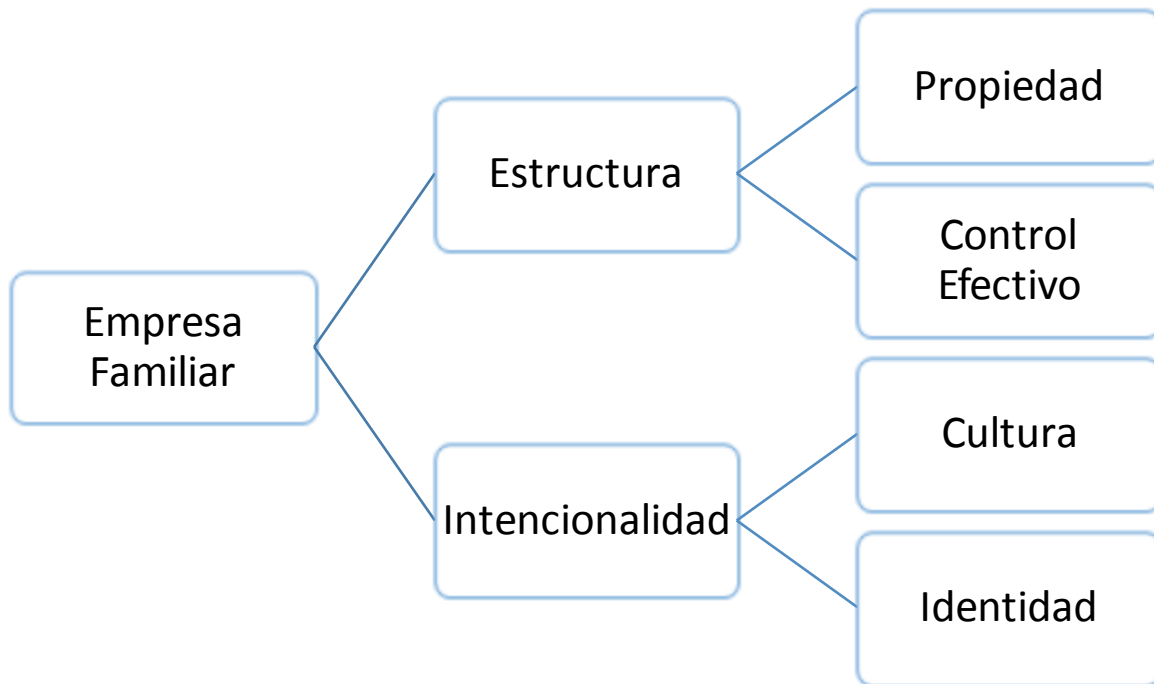 Empresa
Familiar
Estructura
Propiedad
Control
Efectivo
Intencionalidad
Cultura
Identidad